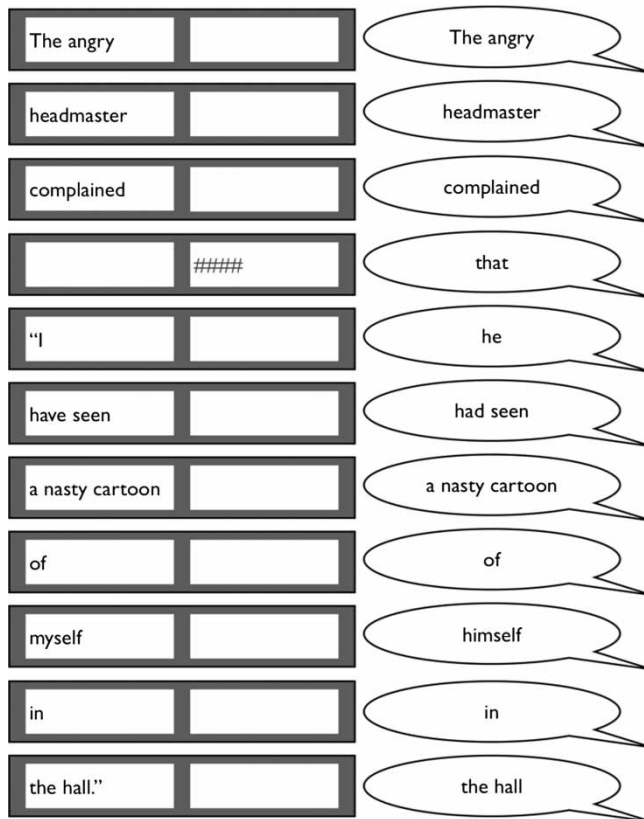 The angry The angry
headmaster headmaster
complained complained
#### that
“I he
have seen had seen
a nasty cartoon a nasty cartoon
of of
myself himself
in in
the hall.” the hall